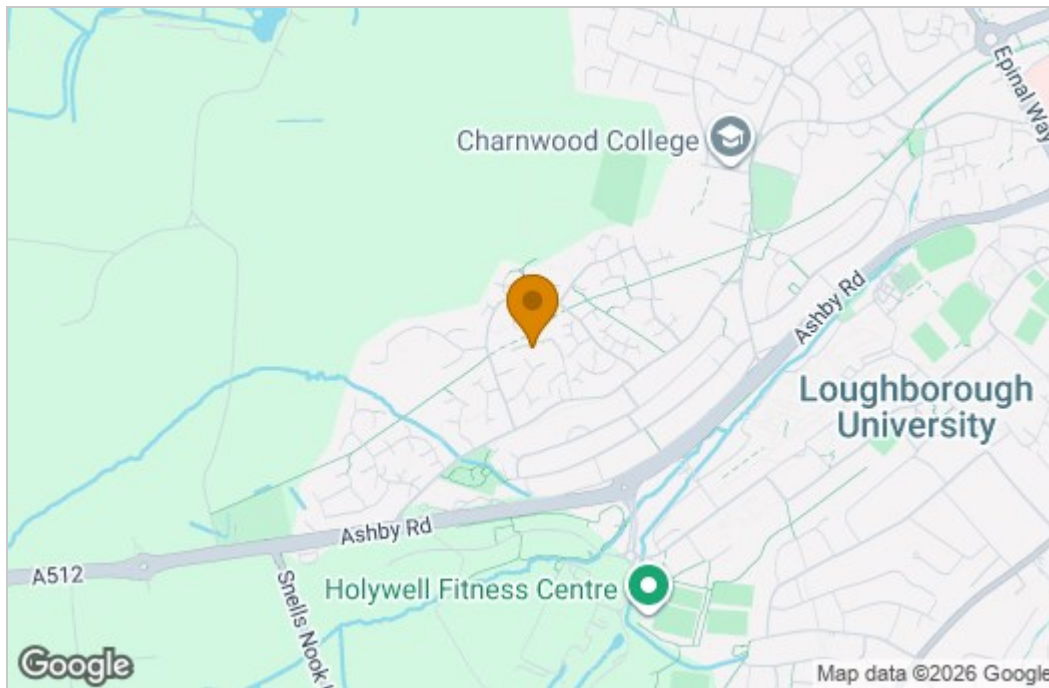 Epinal Way
Charnwood College
Ashby Rd
Loughborough
University
Ashby Rd
A512
Snells Nook
Holywell Fitness Centre
Google
Map data ©2026 Google